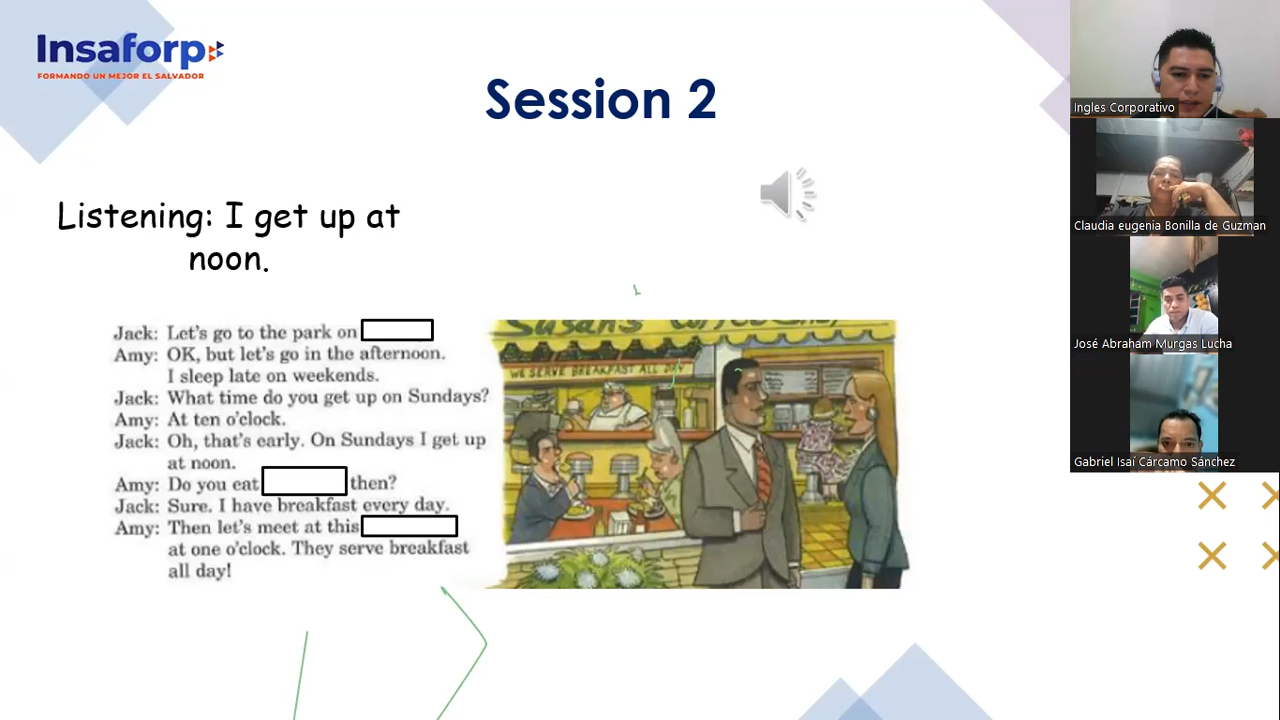 Insaforp
FORMANDO UN MEJOR EL SALVADOR
Session 2
Listening: I get up at
noon.
Jack: Let's go to the park on
Amy: OK, but let's go in the afternoon.
I sleep late on weekends.
Jack: What time do you get up on Sundays?
Amy: At ten o'clock.
Jack: Oh, that's early. On Sundays I get up
at noon.
Amy: Do you eat then?
Jack: Sure. I have breakfast every day.
Amy: Then let's meet at this
at one o'clock. They serve breakfast
all day!
Susan's
WE SERVE BREAKFAST ALL DAY
Ingles Corporativo
Claudia eugenia Bonilla de Guzman
José Abraham Murgas Lucha
Gabriel Isaí Cárcamo Sánchez